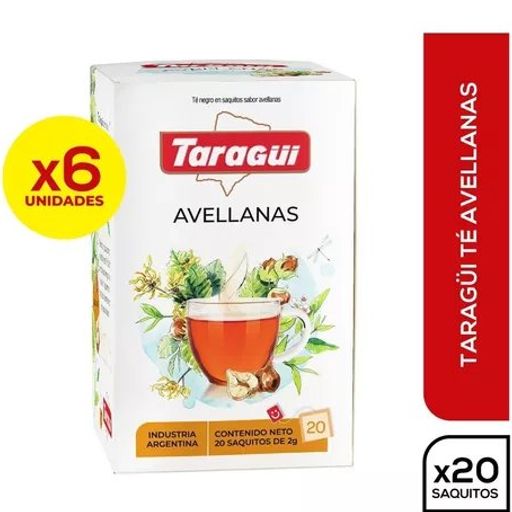 x6
UNIDADES
Té negro en saquitos sabor avellanas
Taragüi
AVELLANAS
INDUSTRIA
ARGENTINA
CONTENIDO NETO
20 SAQUITOS DE 2g
20
TARAGÜI TÉ AVELLANAS
x20
SAQUITOS